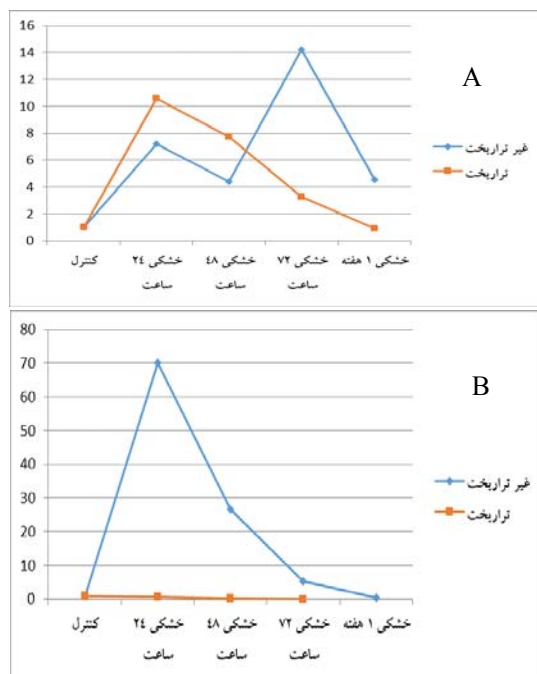 16
14
12
10
8
6
4
2
0
A
غیر تراریخت
تراریخت
کنترل
خشکی ۲۴
ساعت
خشکی ۴۸
ساعت
خشکی ۷۲
ساعت
خشکی ۱ هفته
80
70
60
50
40
30
20
10
0
B
غیر تراریخت
تراریخت
کنترل
خشکی ۲۴
ساعت
خشکی ۴۸
ساعت
خشکی ۷۲
ساعت
خشکی ۱ هفته